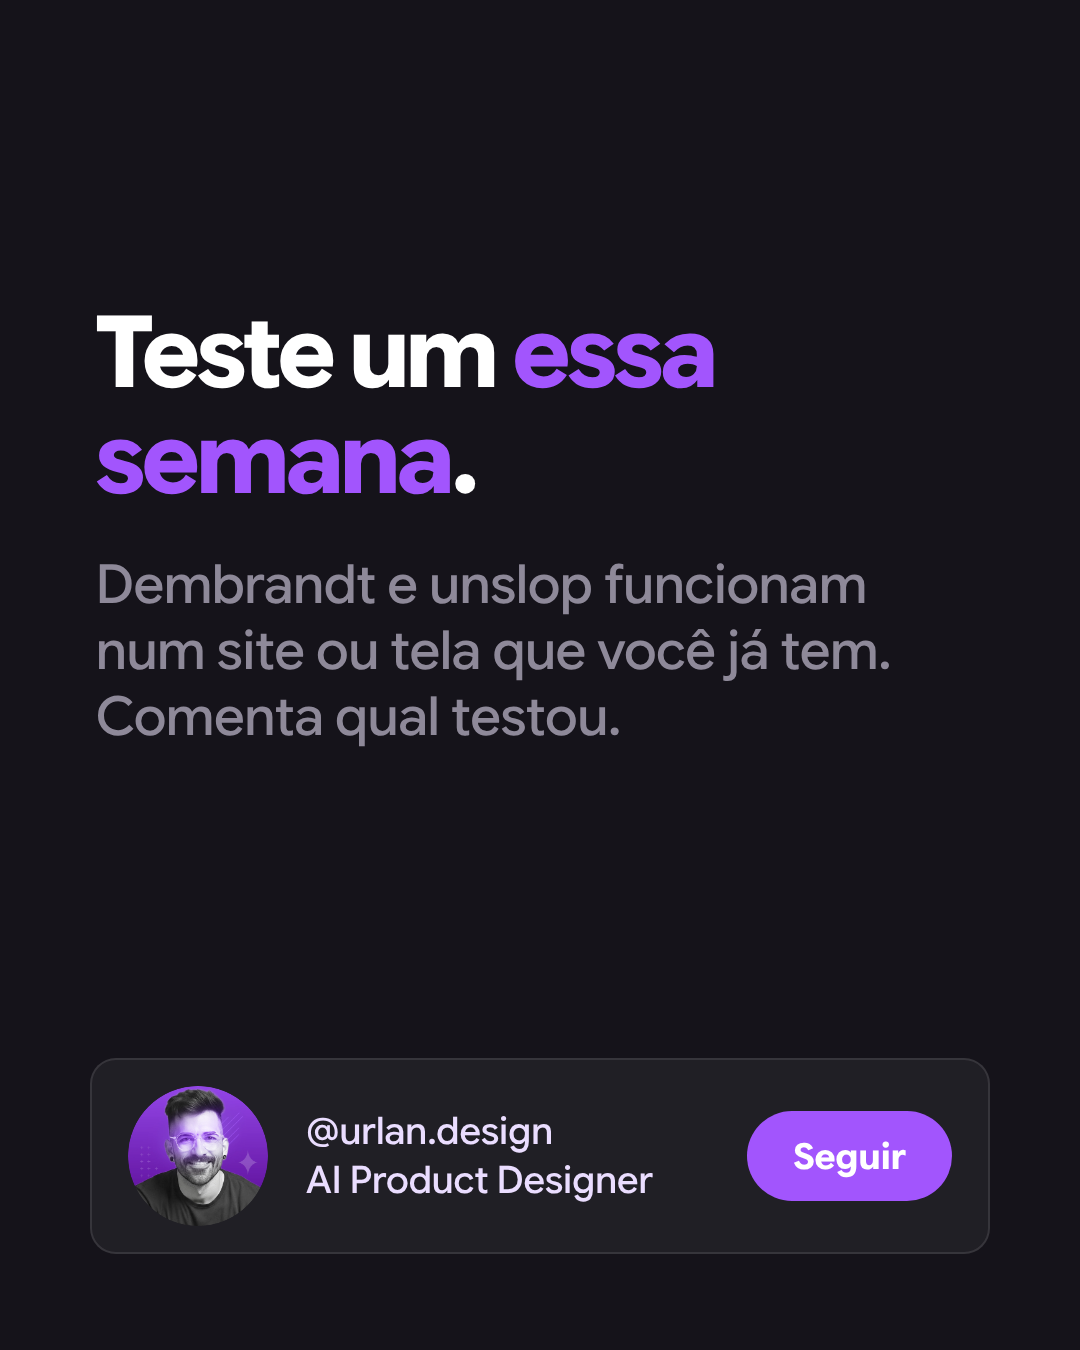 Teste um essa
semana.
Dembrandt e unslop funcionam
num site ou tela que você já tem.
Comenta qual testou.
@urlan.design
AI Product Designer
Seguir